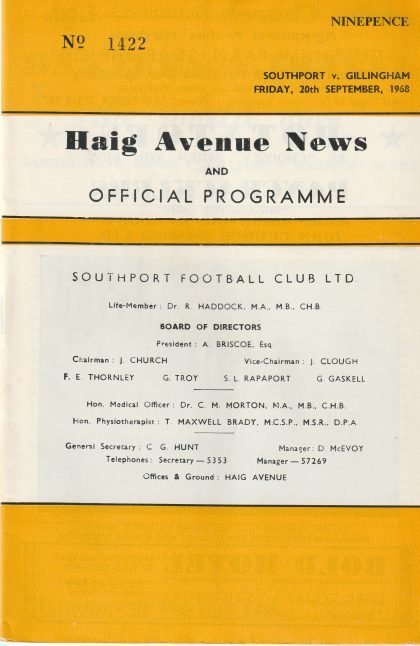 NINEPENCE
Nº 1422
SOUTHPORT v. GILLINGHAM
FRIDAY, 20th SEPTEMBER, 1968
Haig Avenue News
AND
OFFICIAL PROGRAMME
SOUTHPORT FOOTBALL CLUB LTD
Life-Member: Dr. R. HADDOCK, M.A., M.B., CH.B.
BOARD OF DIRECTORS
President: A. BRISCOE, Esq
Chairman: J. CHURCH Vice-Chairman: J. CLOUGH
F. E. THORNLEY G. TROY S. L. RAPAPORT G. GASKELL
Hon. Medical Officer: Dr. C. M. MORTON, M.A., M.B., C.H.B.
Hon. Physiotherapist: T. MAXWELL BRADY, M.C.S.P., M.S.R., D.P.A
General Secretary: C. G. HUNT Manager: D. McEVOY
Telephones: Secretary—5353 Manager—57269
Offices & Ground: HAIG AVENUE